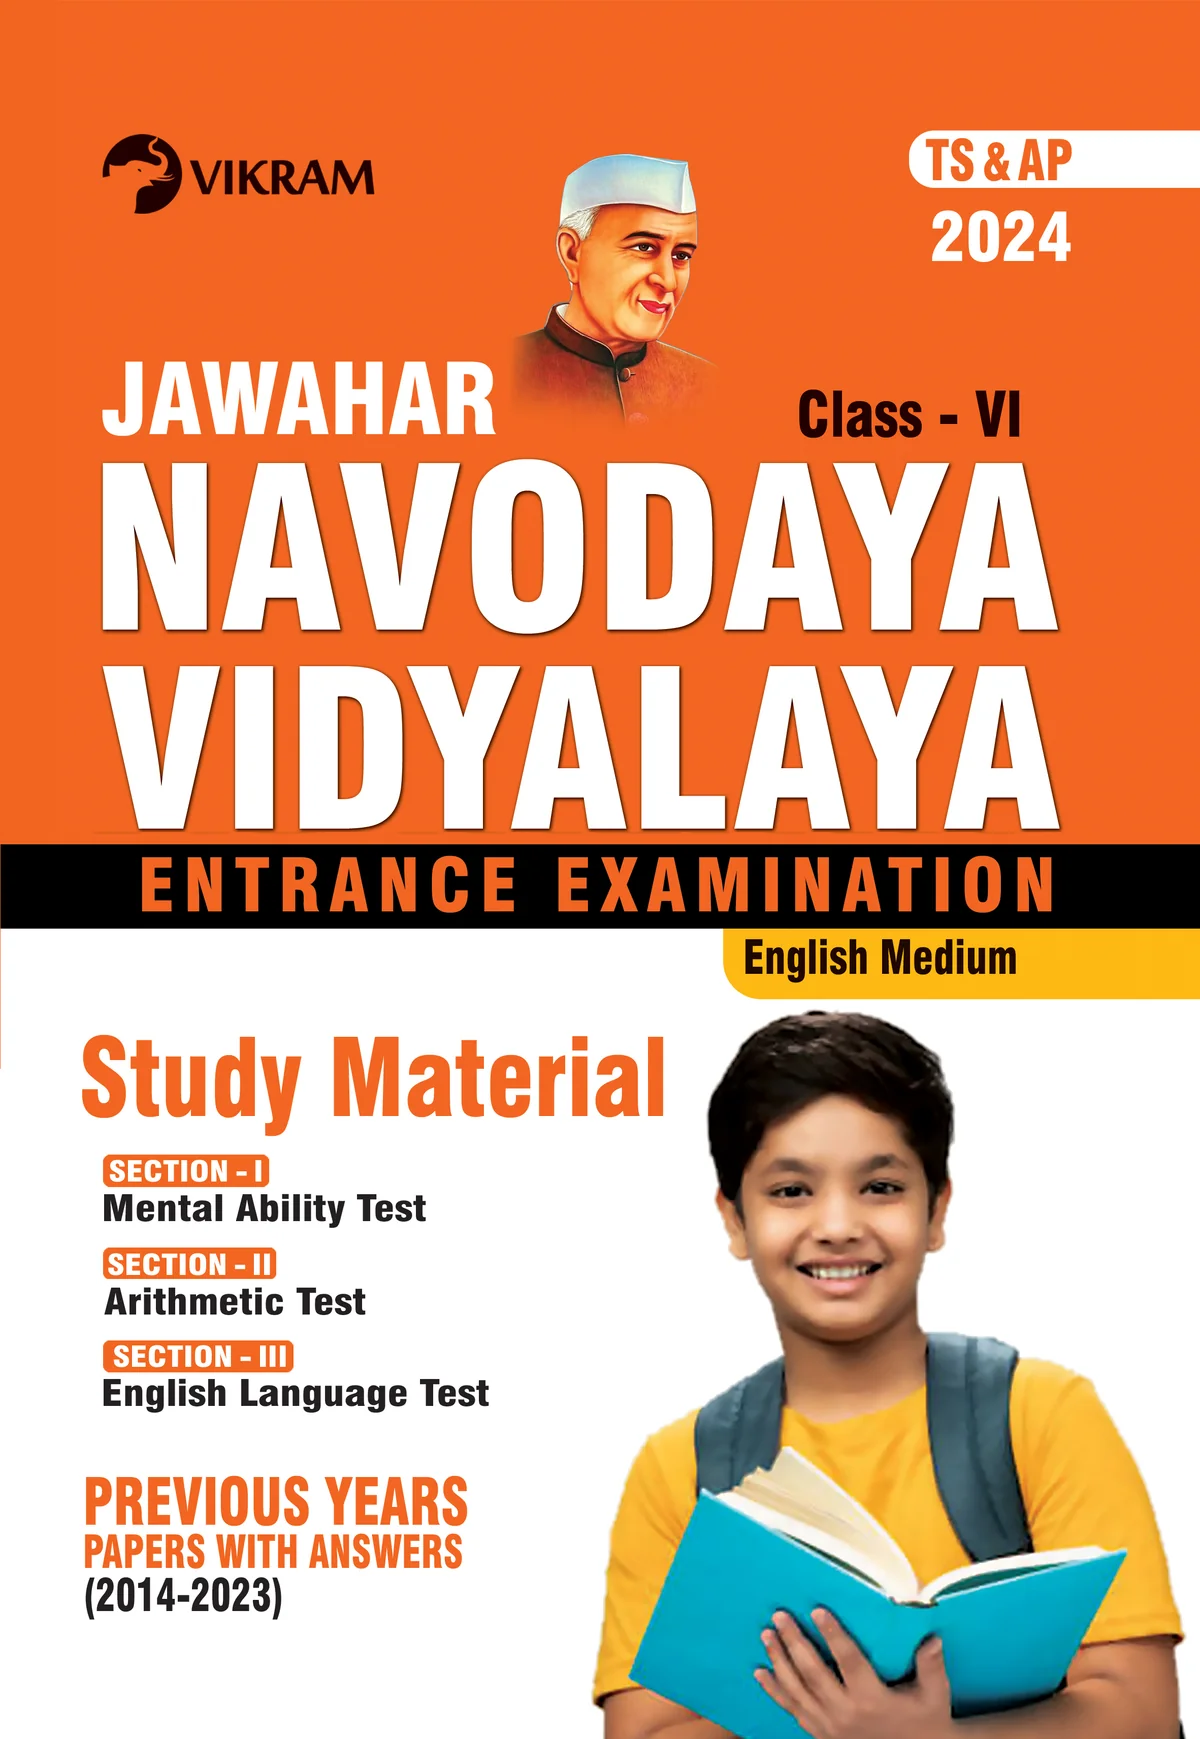 VIKRAM
TS & AP
2024
JAWAHAR
Class - VI
NAVODAYA
VIDYALAYA
ENTRANCE EXAMINATION
English Medium
Study Material
SECTION - I
Mental Ability Test
SECTION - II
Arithmetic Test
SECTION - III
English Language Test
PREVIOUS YEARS
PAPERS WITH ANSWERS
(2014-2023)